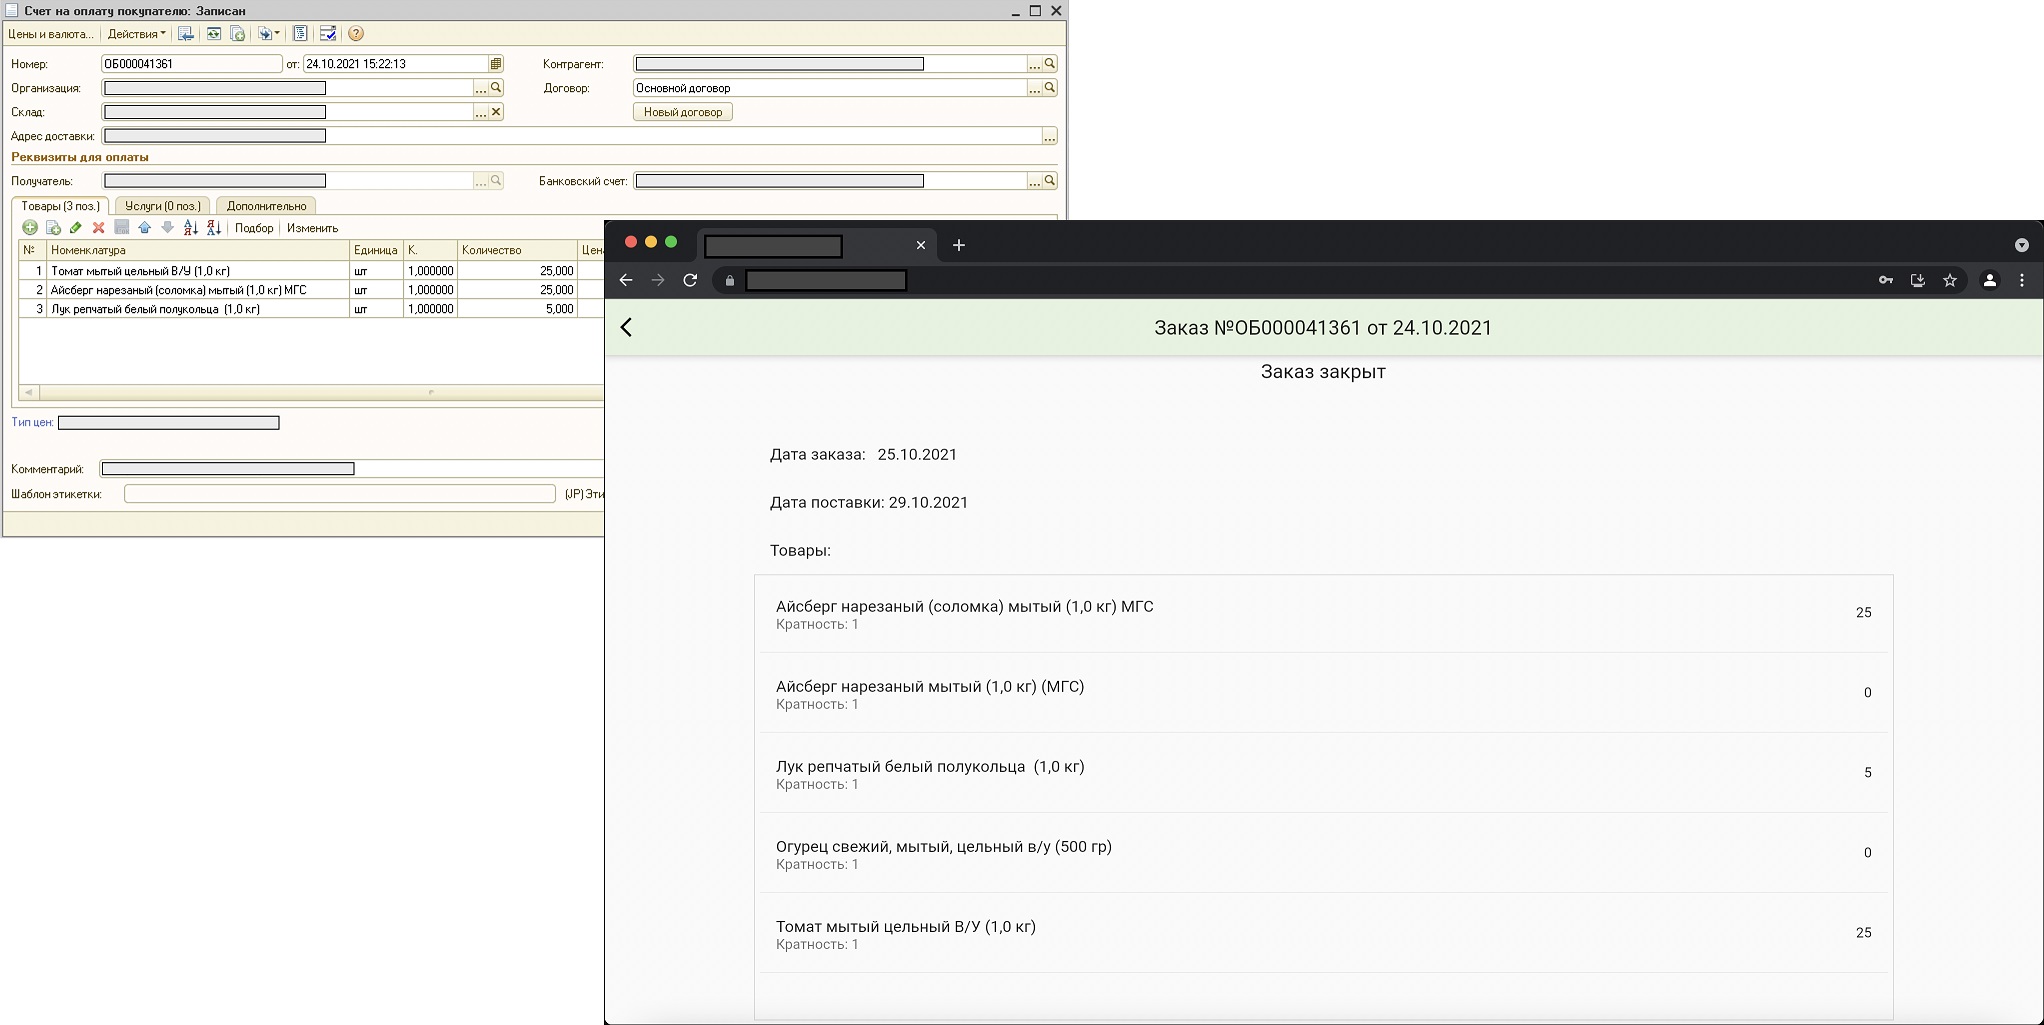 Счет на оплату покупателю: Записан
Цены и валюта... Действия
Номер: ОБ000041361 от: 24.10.2021 15:22:13 Контрагент:
Организация: Договор: Основной договор
Склад: Новый договор
Адрес доставки:
Реквизиты для оплаты
Получатель: Банковский счет:
Товары (3 поз.) Услуги (0 поз.) Дополнительно
Подбор Изменить
№ Номенклатура Единица К. Количество Цена
1 Томат мытый цельный В/У (1,0 кг) шт 1,000000 25,000
2 Айсберг нарезаный (соломка) мытый (1,0 кг) МГС шт 1,000000 25,000
3 Лук репчатый белый полукольца (1,0 кг) шт 1,000000 5,000
Тип цен:
Комментарий:
Шаблон этикетки: (JP) Эти
Заказ №ОБ000041361 от 24.10.2021
Заказ закрыт
Дата заказа: 25.10.2021
Дата поставки: 29.10.2021
Товары:
Айсберг нарезаный (соломка) мытый (1,0 кг) МГС 25
Кратность: 1
Айсберг нарезаный мытый (1,0 кг) (МГС) 0
Кратность: 1
Лук репчатый белый полукольца (1,0 кг) 5
Кратность: 1
Огурец свежий, мытый, цельный в/у (500 гр) 0
Кратность: 1
Томат мытый цельный В/У (1,0 кг) 25
Кратность: 1